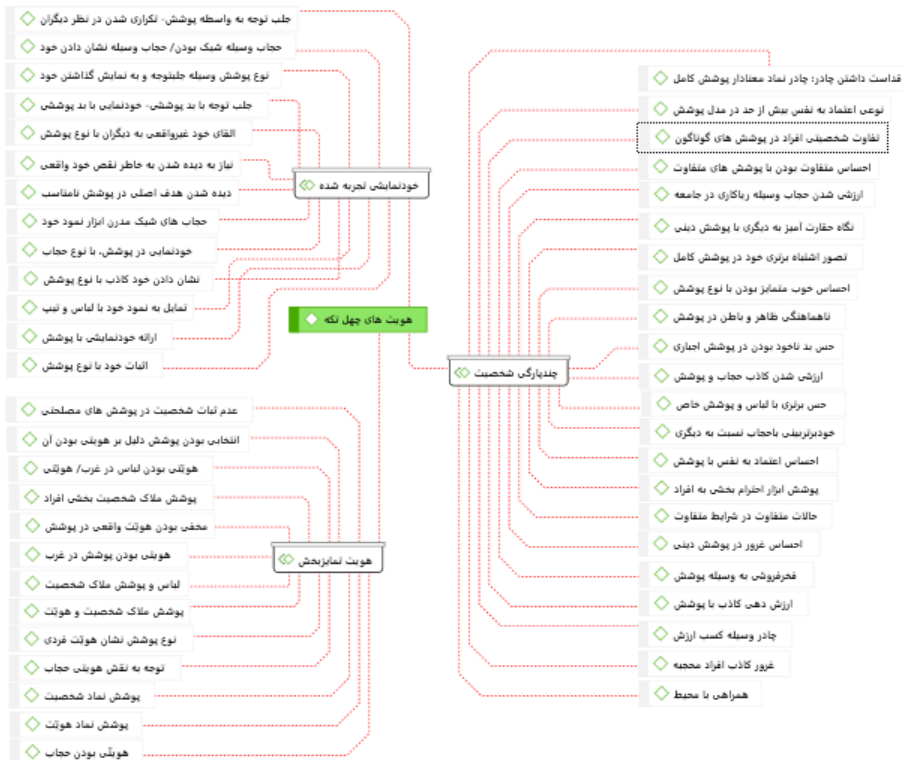 قداست داشتن چادر؛ چادر نماد معنادار پوشش کامل
نوعی اعتماد به نفس بیش از حد در مدل پوشش
تفاوت شخصیتی افراد در پوشش های گوناگون
احساس متفاوت بودن با پوشش های متفاوت
ارزشی شدن حجاب وسیله ریاکاری در جامعه
نگاه حقارت آمیز به دیگری با پوشش دینی
تصور اشتباه برتری خود در پوشش کامل
احساس خوب متمایز بودن با نوع پوشش
ناهماهنگی ظاهر و باطن در پوشش
حس بد ناخود بودن در پوشش اجباری
ارزشی شدن کاذب حجاب و پوشش
حس برتری با لباس و پوشش خاص
خودبرتربینی باحجاب نسبت به دیگری
احساس اعتماد به نفس با پوشش
پوشش ابزار احترام بخشی به افراد
حالات متفاوت در شرایط متفاوت
احساس غرور در پوشش دینی
فخرفروشی به وسیله پوشش
ارزش دهی کاذب با پوشش
چادر وسیله کسب ارزش
غرور کاذب افراد محجبه
همراهی با محیط
چندپارگی شخصیت
هویت های چهل تکه
خودنمایشی تجربه شده
هویت تمایزبخش
جلب توجه به واسطه پوشش- تکراری شدن در نظر دیگران
حجاب وسیله شیک بودن/ حجاب وسیله نشان دادن خود
نوع پوشش وسیله جلبتوجه و به نمایش گذاشتن خود
جلب توجه با بد پوششی- خودنمایی با بد پوششی
القای خود غیرواقعی به دیگران با نوع پوشش
نیاز به دیده شدن به خاطر نقص خود واقعی
دیده شدن هدف اصلی در پوشش نامناسب
حجاب های شیک مدرن ابزار نمود خود
خودنمایی در پوشش، با نوع حجاب
نشان دادن خود کاذب با نوع پوشش
تمایل به نمود خود با لباس و تیپ
ارائه خودنمایشی با پوشش
اثبات خود با نوع پوشش
عدم ثبات شخصیت در پوشش های مصلحتی
انتخابی بودن پوشش دلیل بر هویتی بودن آن
هویّتی بودن لباس در غرب/ هویّتی
پوشش ملاک شخصیت بخشی افراد
مخفی بودن هویّت واقعی در پوشش
هویتی بودن پوشش در غرب
لباس و پوشش ملاک شخصیت
پوشش ملاک شخصیت و هویّت
نوع پوشش نشان هویّت فردی
توجه به نقش هویتی حجاب
پوشش نماد شخصیت
پوشش نماد هویّت
هویّتی بودن حجاب